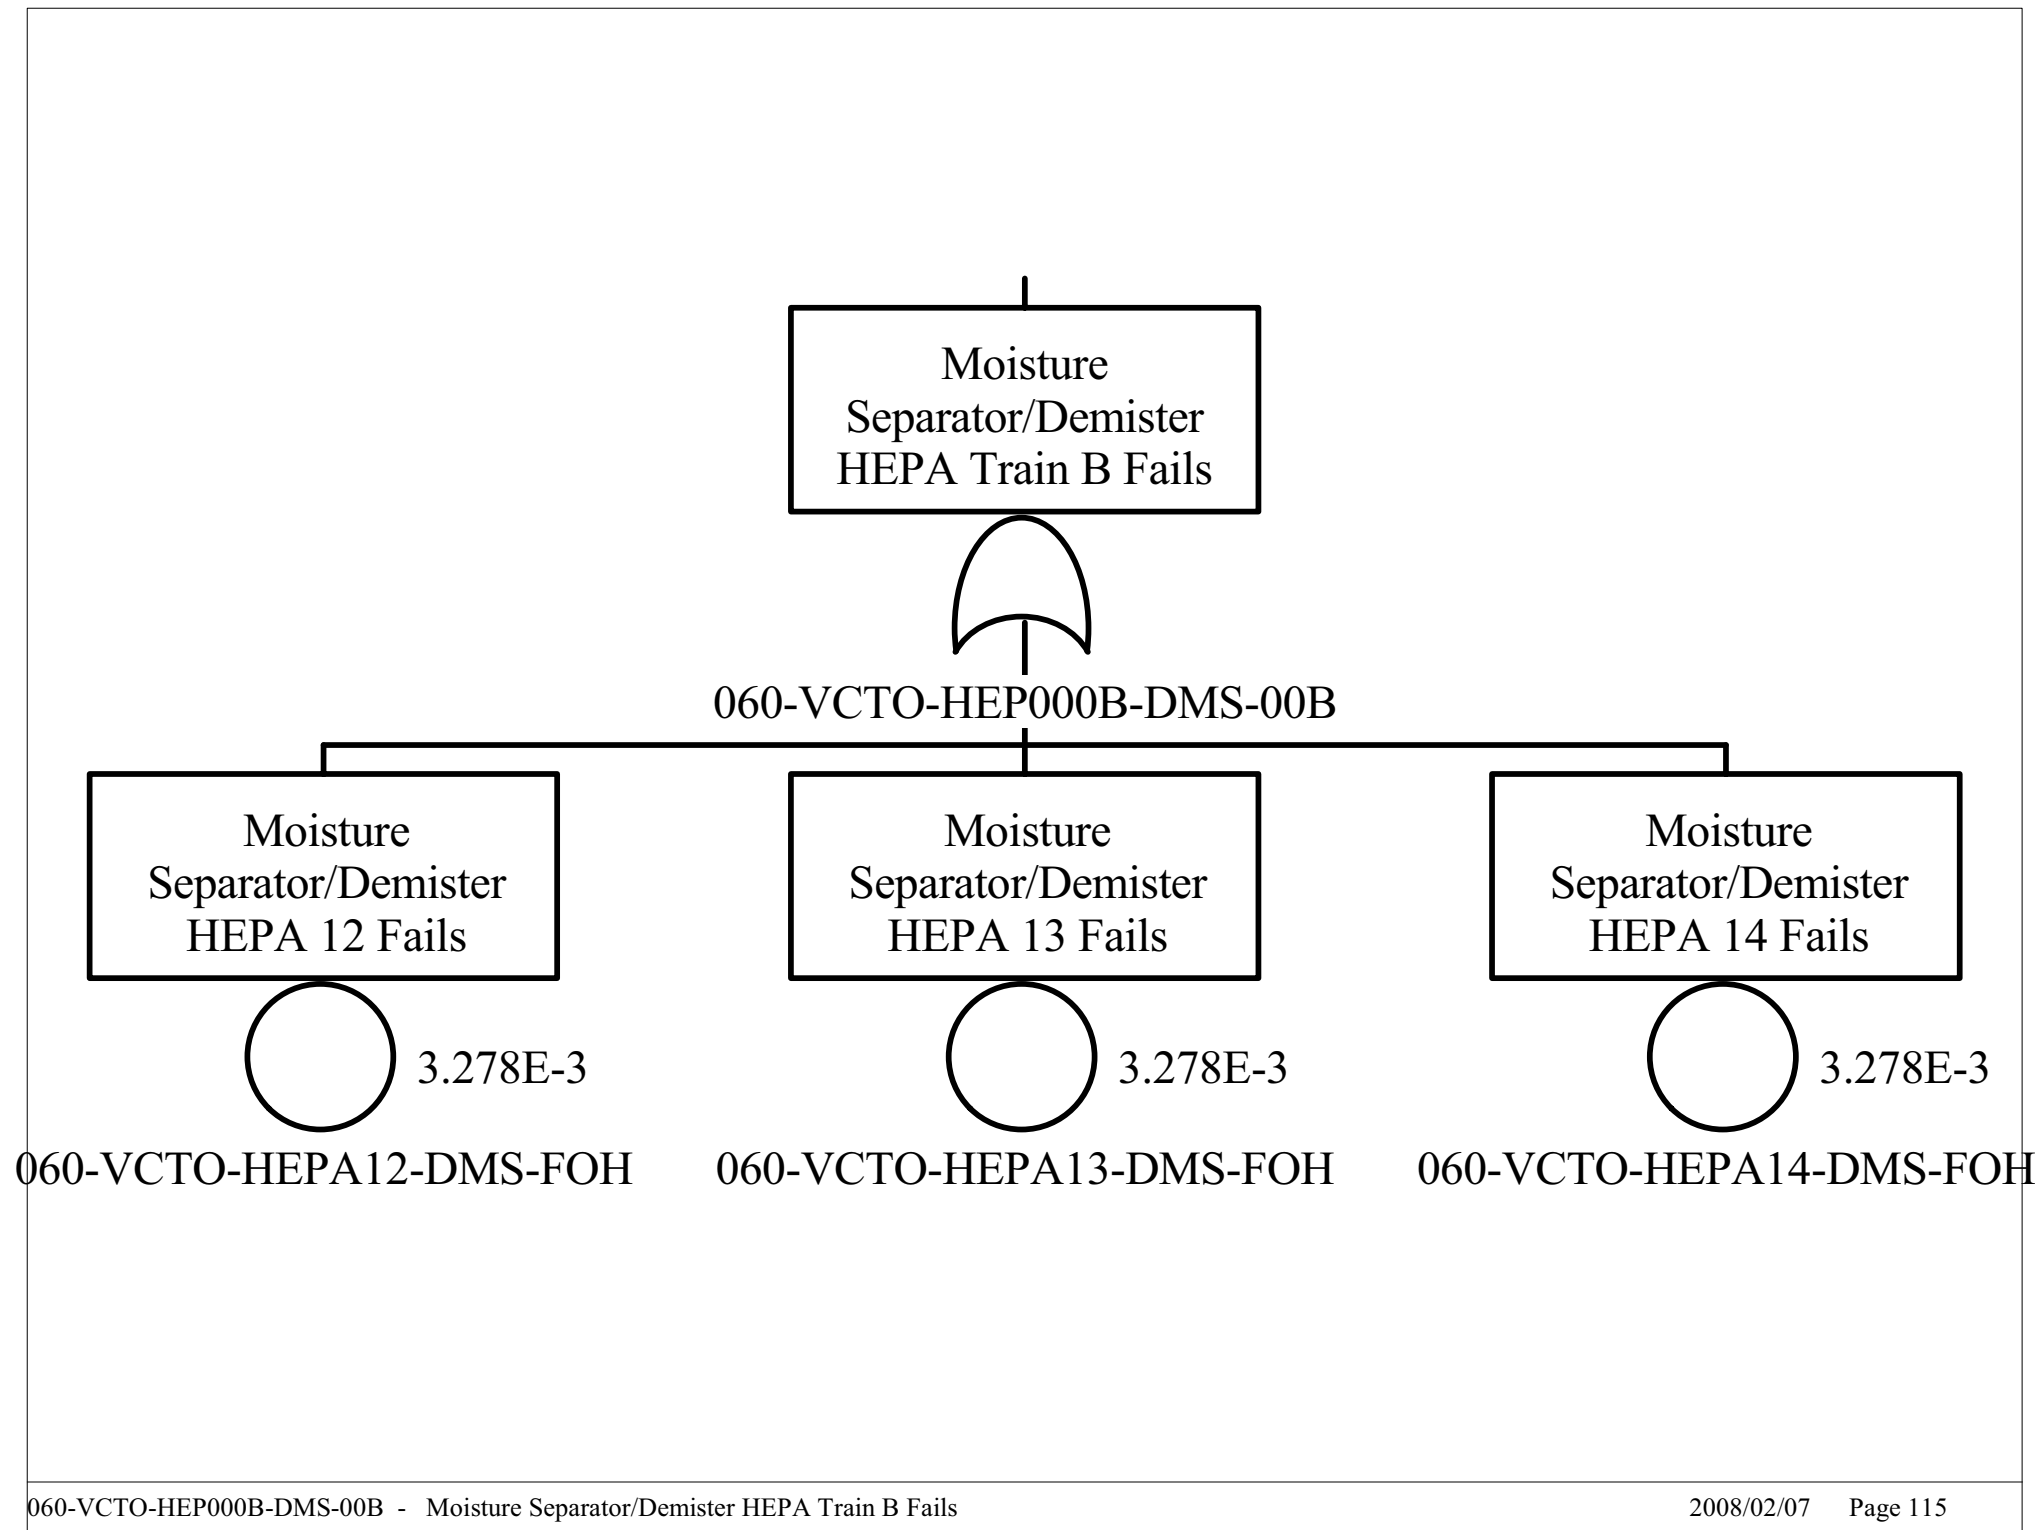 Moisture
Separator/Demister
HEPA Train B Fails
060-VCTO-HEP000B-DMS-00B
Moisture
Separator/Demister
HEPA 12 Fails
3.278E-3
060-VCTO-HEPA12-DMS-FOH
Moisture
Separator/Demister
HEPA 13 Fails
3.278E-3
060-VCTO-HEPA13-DMS-FOH
Moisture
Separator/Demister
HEPA 14 Fails
3.278E-3
060-VCTO-HEPA14-DMS-FOH
060-VCTO-HEP000B-DMS-00B - Moisture Separator/Demister HEPA Train B Fails 2008/02/07 Page 115